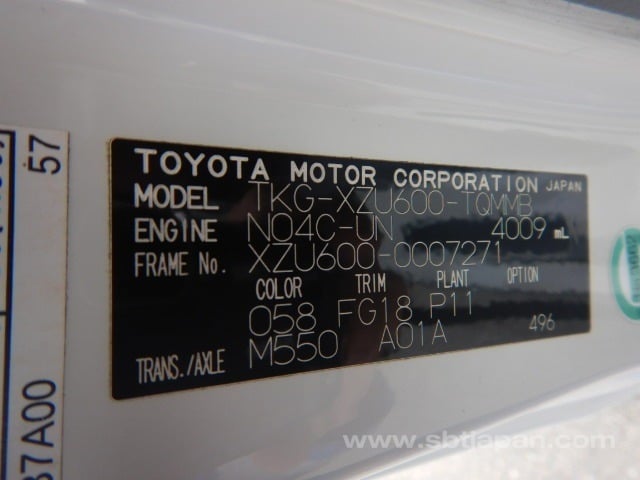 TOYOTA MOTOR CORPORATION JAPAN
MODEL TKG-XZU600-TQMMB
ENGINE N04C-UN 4009 mL
FRAME No. XZU600-0007271
COLOR TRIM PLANT OPTION
058 FG18 P11 496
TRANS./AXLE M550 A01A
57
37A00
www.sbtjapan.com